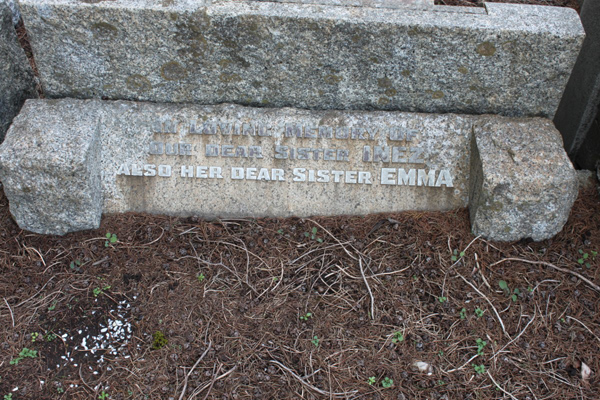 IN LOVING MEMORY OF
OUR DEAR SISTER INEZ
ALSO HER DEAR SISTER EMMA